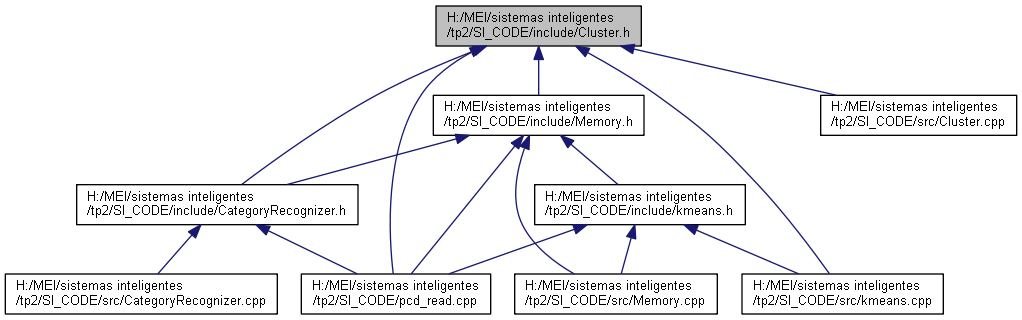 H:/MEI/sistemas inteligentes
/tp2/SI_CODE/include/Cluster.h
H:/MEI/sistemas inteligentes
/tp2/SI_CODE/include/Memory.h
H:/MEI/sistemas inteligentes
/tp2/SI_CODE/src/Cluster.cpp
H:/MEI/sistemas inteligentes
/tp2/SI_CODE/include/CategoryRecognizer.h
H:/MEI/sistemas inteligentes
/tp2/SI_CODE/include/kmeans.h
H:/MEI/sistemas inteligentes
/tp2/SI_CODE/src/CategoryRecognizer.cpp
H:/MEI/sistemas inteligentes
/tp2/SI_CODE/pcd_read.cpp
H:/MEI/sistemas inteligentes
/tp2/SI_CODE/src/Memory.cpp
H:/MEI/sistemas inteligentes
/tp2/SI_CODE/src/kmeans.cpp